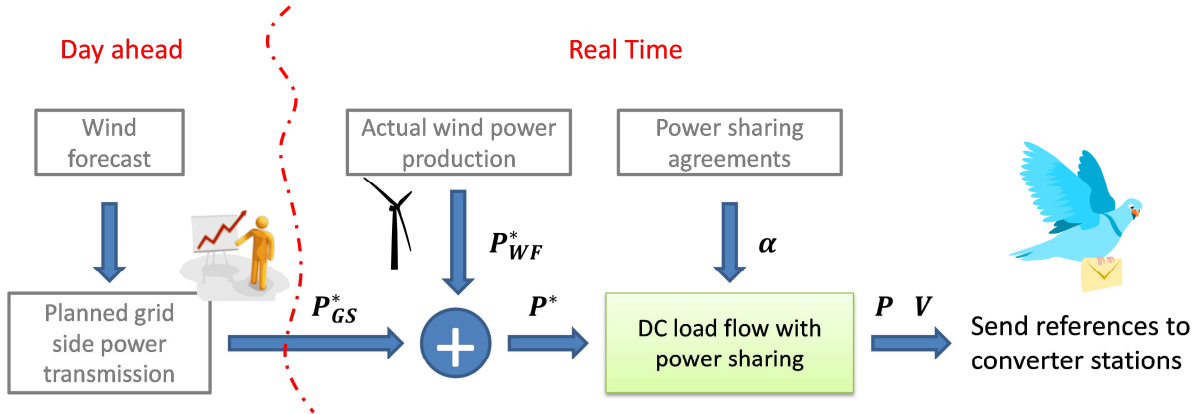 Day ahead
Real Time
Wind
forecast
Actual wind power
production
Power sharing
agreements
P*WF
α
Planned grid
side power
transmission
P*GS
+
P*
DC load flow with
power sharing
P V
Send references to
converter stations